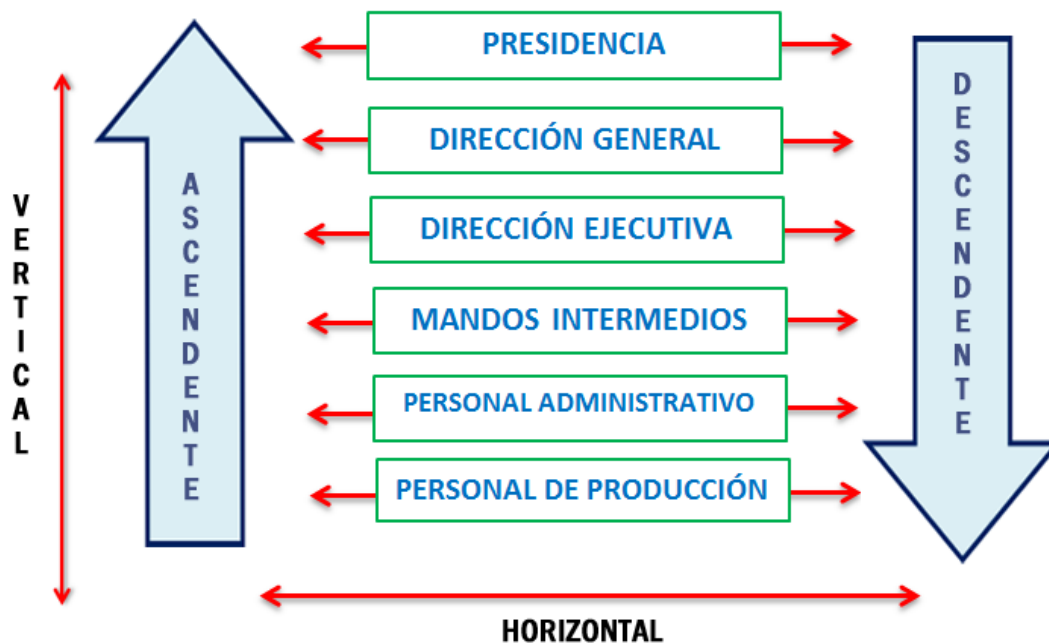 VERTICAL
ASCENDENTE
PRESIDENCIA
DIRECCIÓN GENERAL
DIRECCIÓN EJECUTIVA
MANDOS INTERMEDIOS
PERSONAL ADMINISTRATIVO
PERSONAL DE PRODUCCIÓN
DESCENDENTE
HORIZONTAL